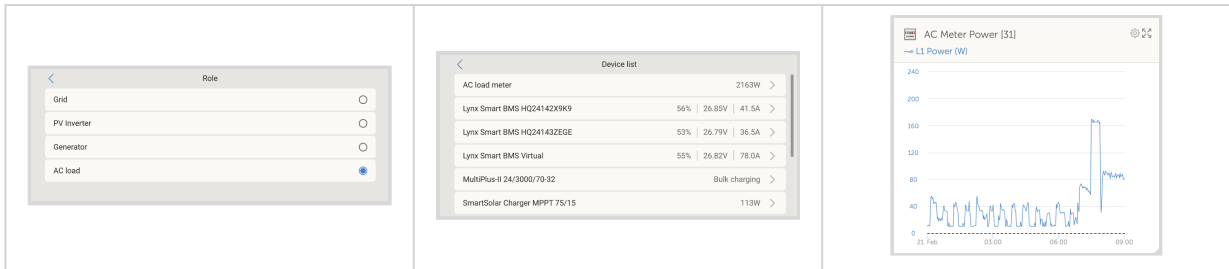 Role
Grid
PV Inverter
Generator
AC load
Device list
AC load meter 2163W
Lynx Smart BMS HQ24142X9K9 56% 26.85V 41.5A
Lynx Smart BMS HQ24143ZEGE 53% 26.79V 36.5A
Lynx Smart BMS Virtual 55% 26.82V 78.0A
MultiPlus-II 24/3000/70-32 Bulk charging
SmartSolar Charger MPPT 75/15 113W
AC Meter Power [31]
L1 Power (W)
240
200
160
120
80
40
0
21. Feb 03:00 06:00 09:00